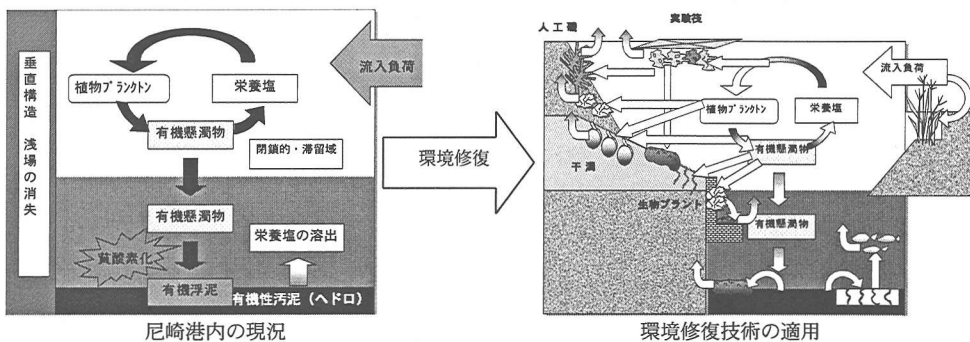 垂直構造 浅場の消失
流入負荷
植物プランクトン
栄養塩
有機懸濁物
閉鎖的・滞留域
有機懸濁物
栄養塩の溶出
貧酸素化
有機浮泥
有機性汚泥（ヘドロ）
尼崎港内の現況
環境修復
人工磯
実験筏
流入負荷
植物プランクトン
栄養塩
有機懸濁物
干潟
生物プラント
有機懸濁物
環境修復技術の適用